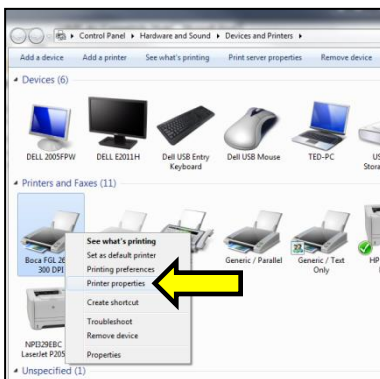 Control Panel ▸ Hardware and Sound ▸ Devices and Printers ▸
Add a device Add a printer See what's printing Print server properties Remove device
Devices (6)
DELL 2005FPW
DELL E2011H
Dell USB Entry
Keyboard
Dell USB Mouse
TED-PC
Printers and Faxes (11)
Boca FGL 26
300 DPI
Generic / Parallel
Generic / Text
Only
HP
See what's printing
Set as default printer
Printing preferences
Printer properties
Create shortcut
Troubleshoot
Remove device
Properties
NPI329EBC
LaserJet P205
Unspecified (1)